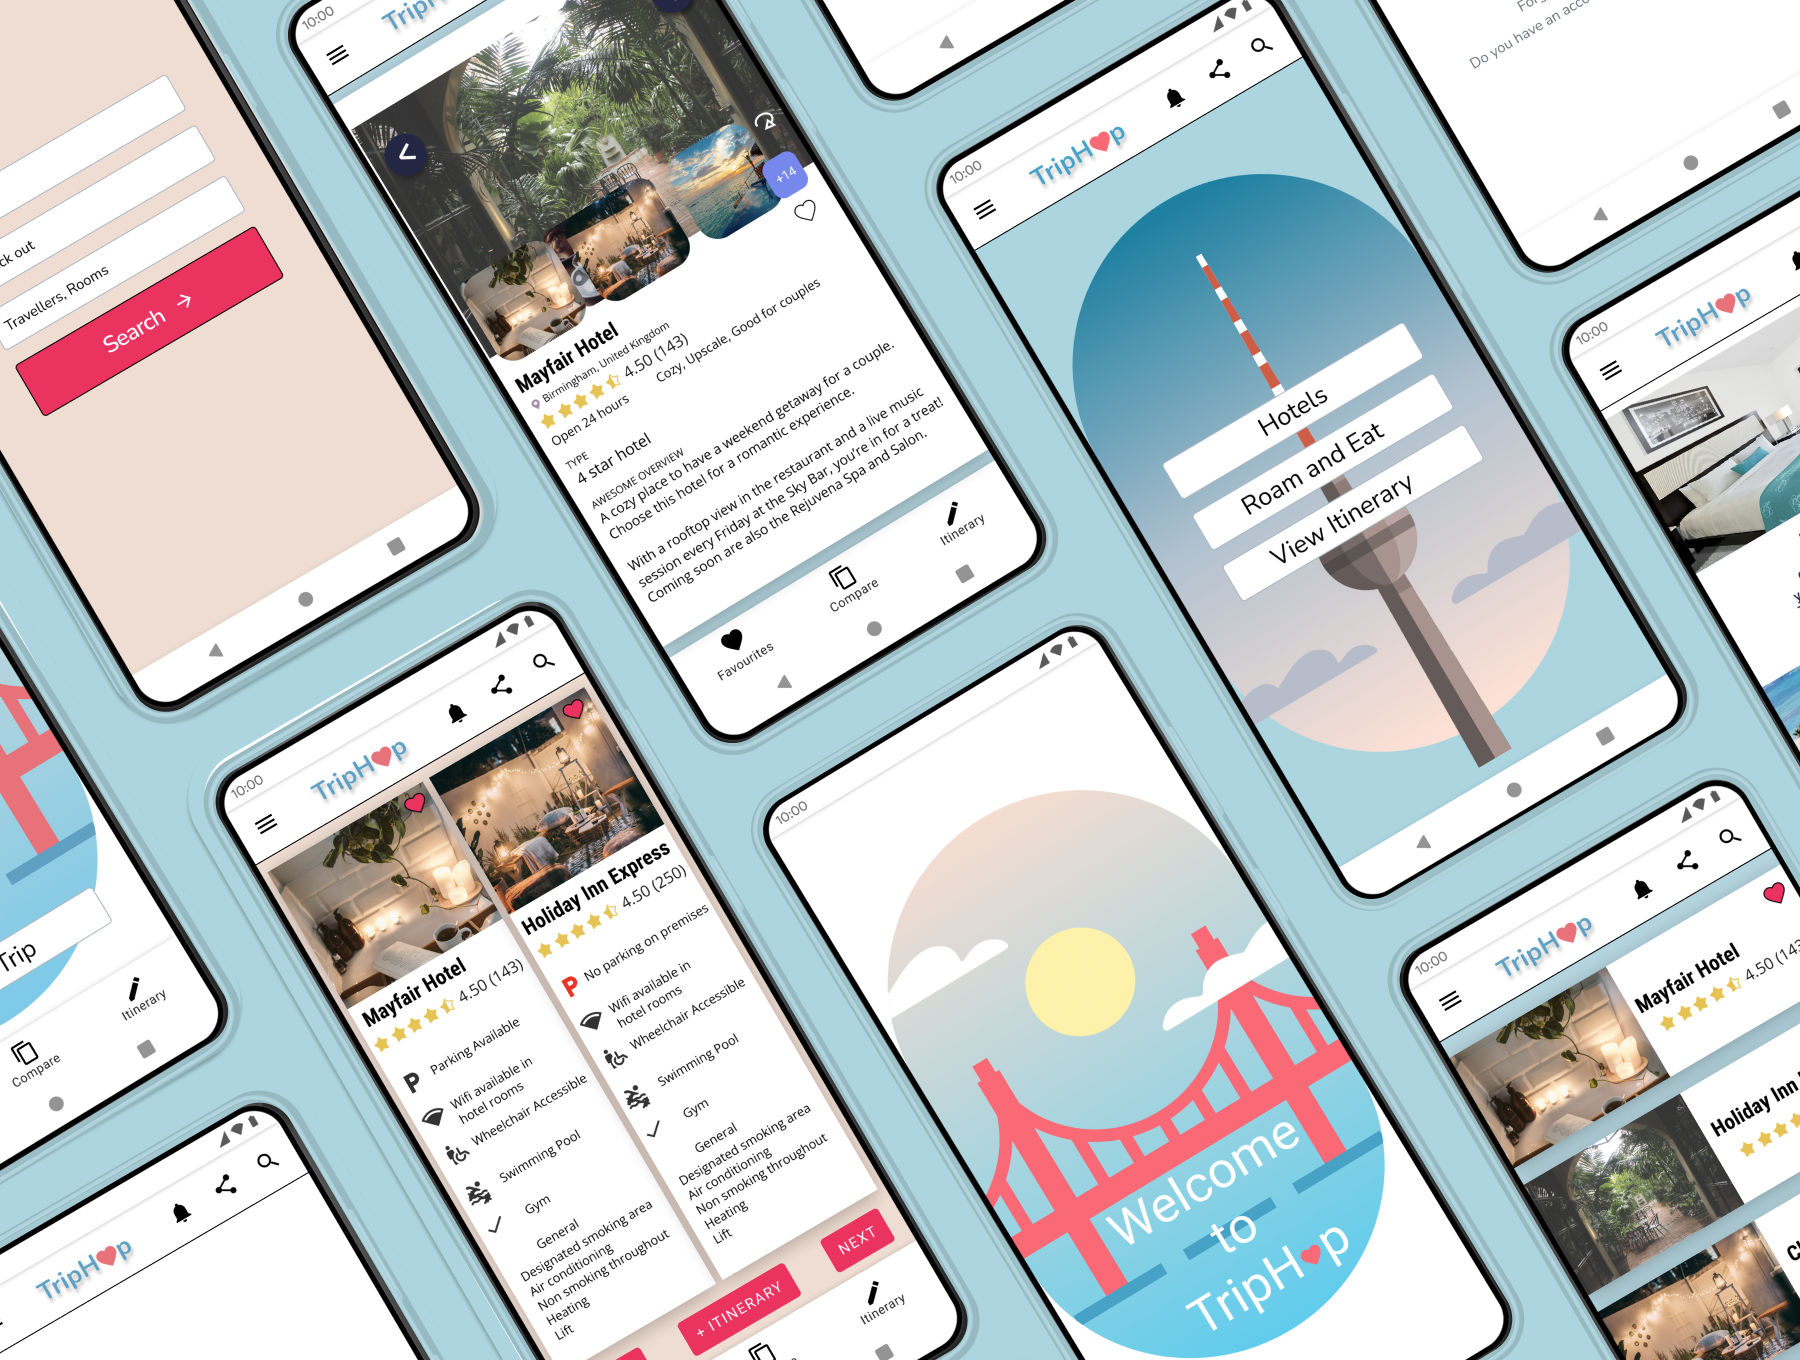 ck out
Travellers, Rooms
Search
10:00
Trip
+14
Mayfair Hotel
Birmingham, United Kingdom
4.50 (143)
Open 24 hours
Cozy, Upscale, Good for couples
TYPE
4 star hotel
AWESOME OVERVIEW
A cozy place to have a weekend getaway for a couple.
Choose this hotel for a romantic experience.
With a rooftop view in the restaurant and a live music
session every Friday at the Sky Bar, you're in for a treat!
Coming soon are also the Rejuvena Spa and Salon.
Favourites
Compare
Itinerary
10:00
TripHp
Hotels
Roam and Eat
View Itinerary
Do you have an acco
10:00
TripHp
Trip
Compare
Itinerary
TripHp
10:00
TripHp
Mayfair Hotel
4.50 (143)
Parking Available
Wifi available in
hotel rooms
Wheelchair Accessible
Swimming Pool
Gym
General
Designated smoking area
Air conditioning
Non smoking throughout
Heating
Lift
Holiday Inn Express
4.50 (250)
P
No parking on premises
Wifi available in
hotel rooms
Wheelchair Accessible
Swimming Pool
Gym
General
Designated smoking area
Air conditioning
Non smoking throughout
Heating
Lift
NEXT
+ ITINERARY
Itinerary
10:00
Welcome
to
TripHp
10:00
TripHp
Mayfair Hotel
4.50 (143
Holiday Inn